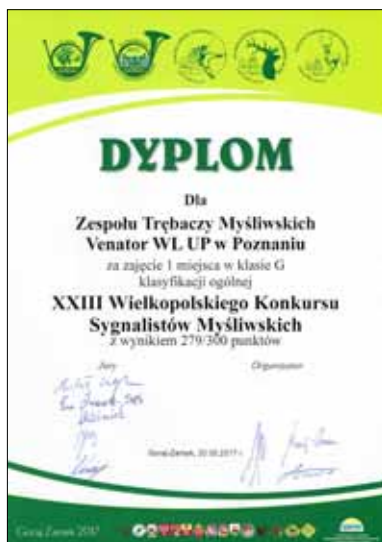 DYPLOM
Dla
Zespołu Trębaczy Myśliwskich
Venator WL UP w Poznaniu
za zajęcie 1 miejsca w klasie G
klasyfikacji ogólnej
XXIII Wielkopolskiego Konkursu
Sygnalistów Myśliwskich
z wynikiem 279/300 punktów
Jury
Organizator
Goraj Zamek 2017